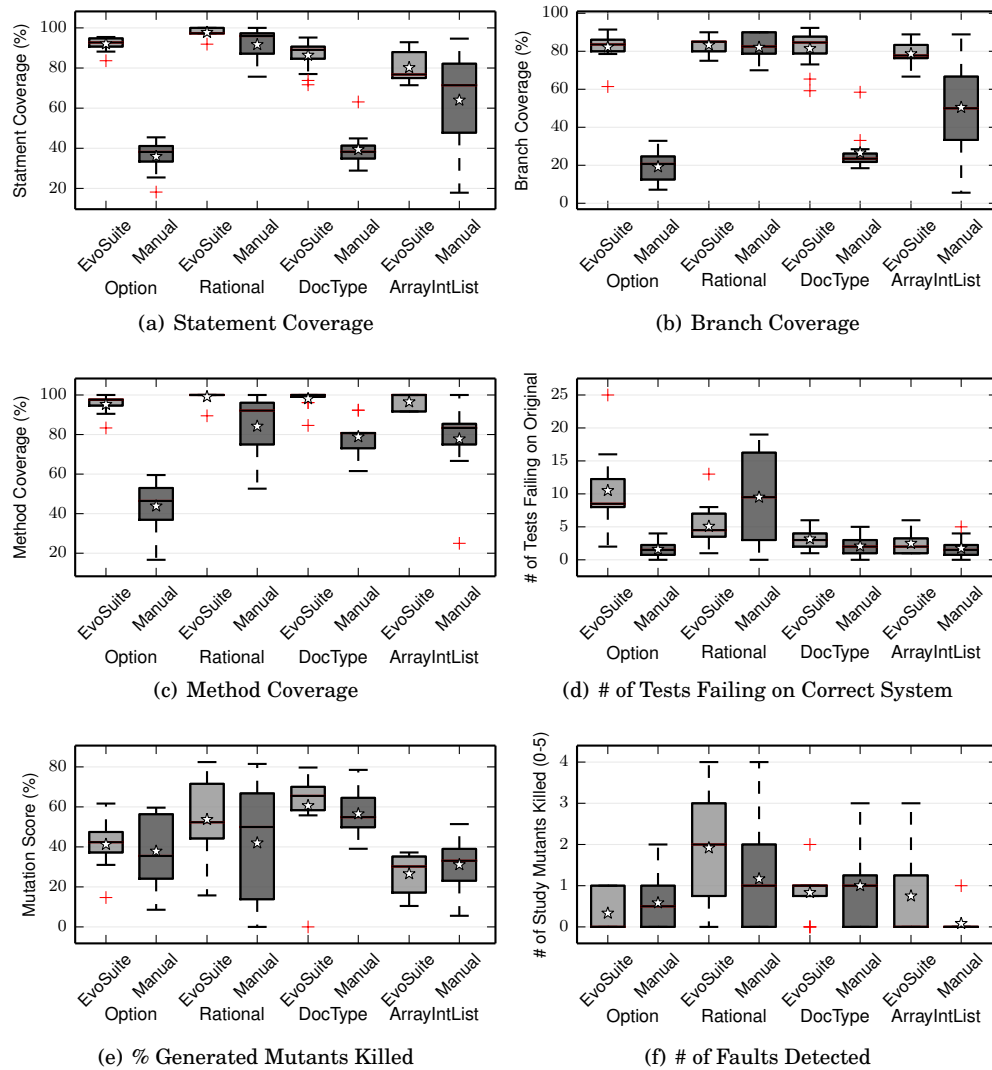 Statment Coverage (%)
100
80
60
40
20
EvoSuite
Manual
EvoSuite
Manual
EvoSuite
Manual
EvoSuite
Manual
Option
Rational
DocType
ArrayIntList
(a) Statement Coverage
Branch Coverage (%)
100
80
60
40
20
0
EvoSuite
Manual
EvoSuite
Manual
EvoSuite
Manual
EvoSuite
Manual
Option
Rational
DocType
ArrayIntList
(b) Branch Coverage
Method Coverage (%)
100
80
60
40
20
EvoSuite
Manual
EvoSuite
Manual
EvoSuite
Manual
EvoSuite
Manual
Option
Rational
DocType
ArrayIntList
(c) Method Coverage
# of Tests Failing on Original
25
20
15
10
5
0
EvoSuite
Manual
EvoSuite
Manual
EvoSuite
Manual
EvoSuite
Manual
Option
Rational
DocType
ArrayIntList
(d) # of Tests Failing on Correct System
Mutation Score (%)
80
60
40
20
0
EvoSuite
Manual
EvoSuite
Manual
EvoSuite
Manual
EvoSuite
Manual
Option
Rational
DocType
ArrayIntList
(e) % Generated Mutants Killed
# of Study Mutants Killed (0-5)
4
3
2
1
0
EvoSuite
Manual
EvoSuite
Manual
EvoSuite
Manual
EvoSuite
Manual
Option
Rational
DocType
ArrayIntList
(f) # of Faults Detected